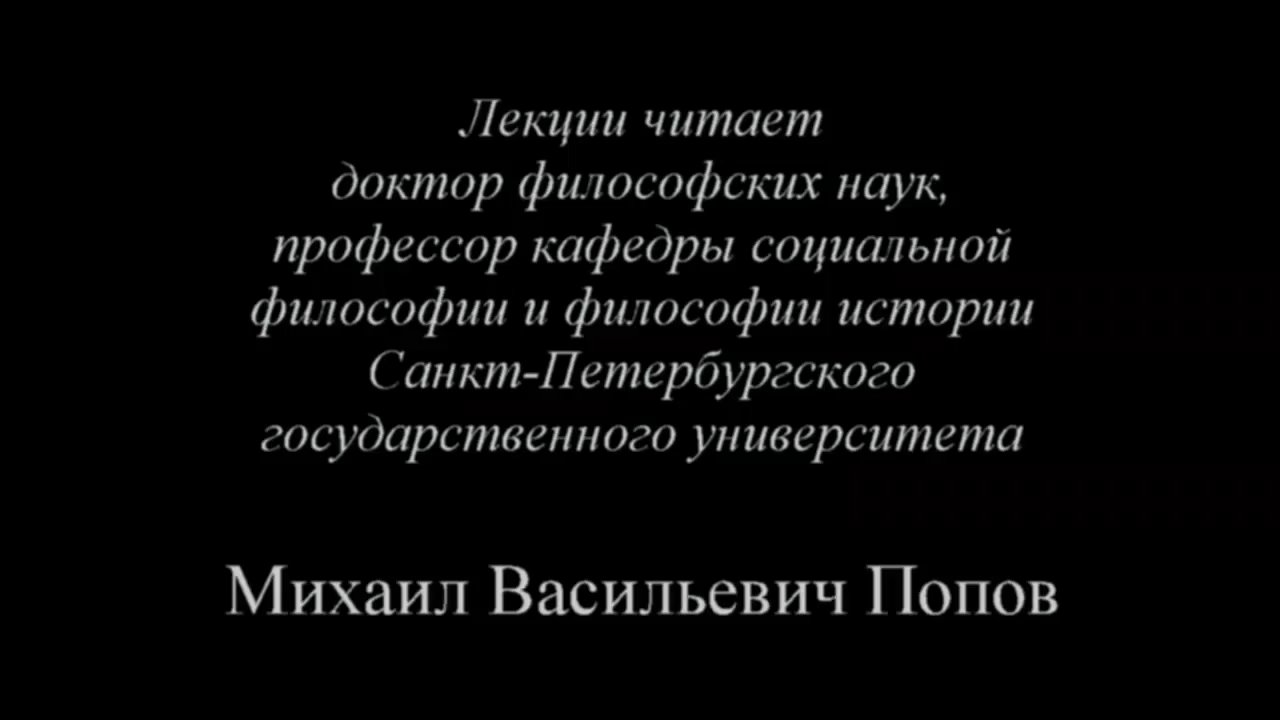 Лекции читает
доктор философских наук,
профессор кафедры социальной
философии и философии истории
Санкт-Петербургского
государственного университета
Михаил Васильевич Попов